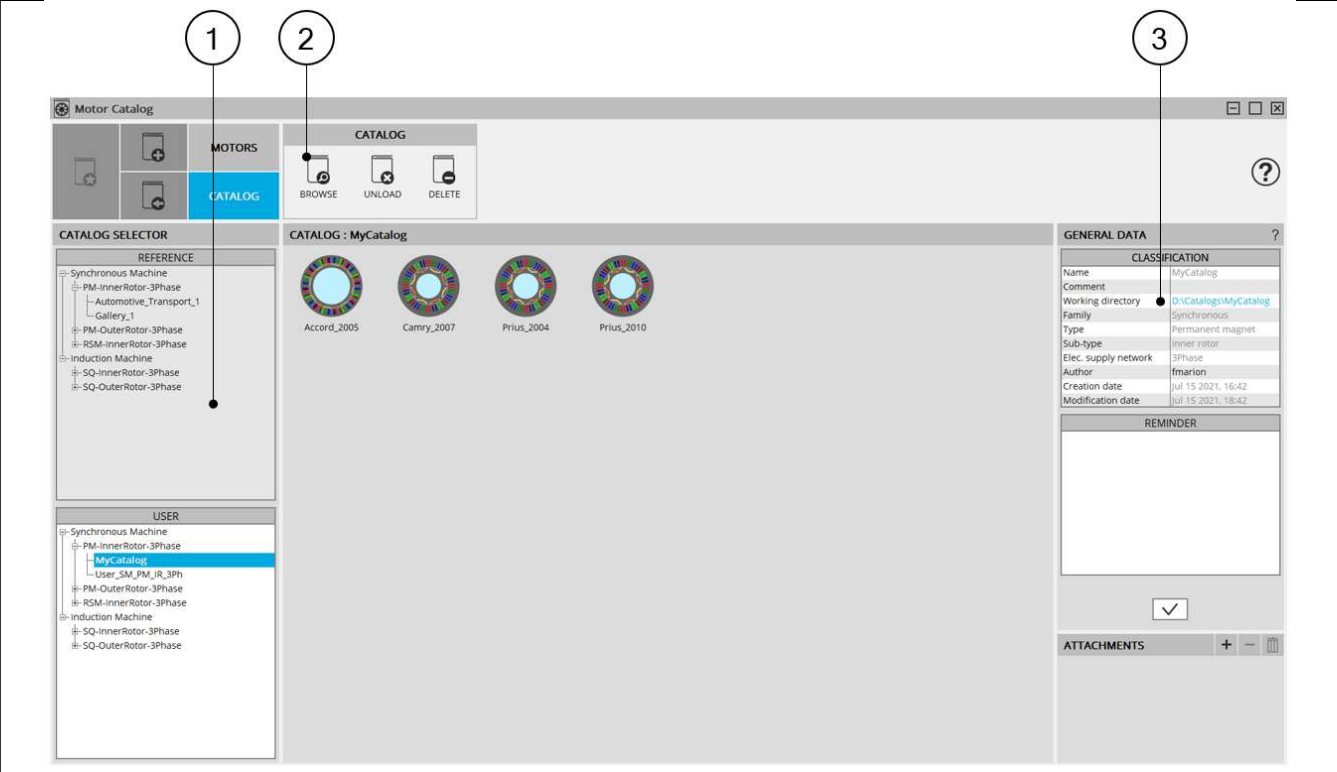 1
2
3
Motor Catalog
MOTORS
CATALOG
CATALOG
BROWSE
UNLOAD
DELETE
?
CATALOG SELECTOR
REFERENCE
Synchronous Machine
PM-InnerRotor-3Phase
Automotive_Transport_1
Gallery_1
PM-OuterRotor-3Phase
RSM-InnerRotor-3Phase
Induction Machine
SQ-InnerRotor-3Phase
SQ-OuterRotor-3Phase
USER
Synchronous Machine
PM-InnerRotor-3Phase
MyCatalog
User_SM_PM_IR_3Ph
PM-OuterRotor-3Phase
RSM-InnerRotor-3Phase
Induction Machine
SQ-InnerRotor-3Phase
SQ-OuterRotor-3Phase
CATALOG : MyCatalog
Accord_2005
Camry_2007
Prius_2004
Prius_2010
GENERAL DATA ?
CLASSIFICATION
Name MyCatalog
Comment
Working directory D:\Catalogs\MyCatalog
Family Synchronous
Type Permanent magnet
Sub-type Inner rotor
Elec. supply network 3Phase
Author fmarion
Creation date Jul 15 2021, 16:42
Modification date Jul 15 2021, 18:42
REMINDER
ATTACHMENTS